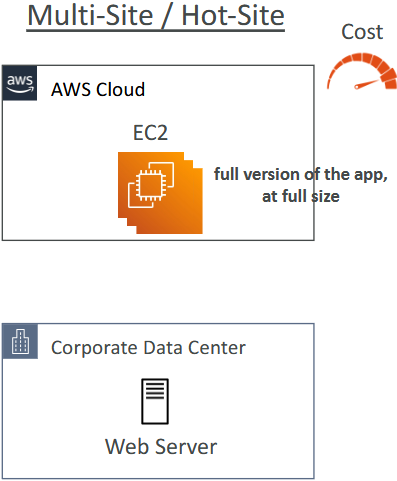 Multi-Site / Hot-Site
Cost
aws
AWS Cloud
EC2
full version of the app,
at full size
Corporate Data Center
Web Server